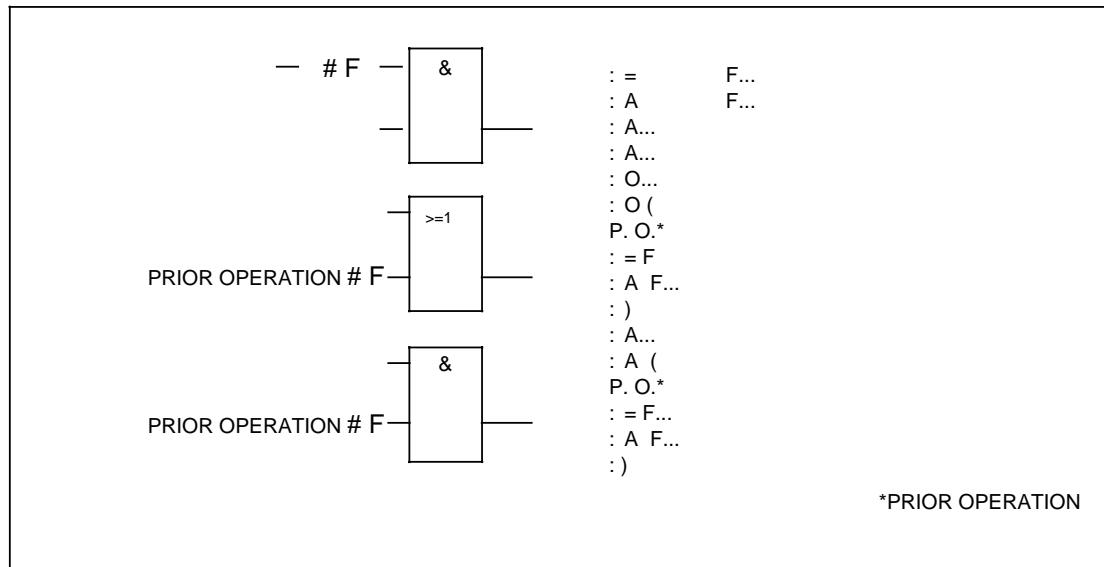 # F
&
>=1
PRIOR OPERATION # F
&
PRIOR OPERATION # F
: = F...
: A F...
: A...
: A...
: O...
: O (
P. O.*
: = F
: A F...
: )
: A...
: A (
P. O.*
: = F...
: A F...
: )
*PRIOR OPERATION